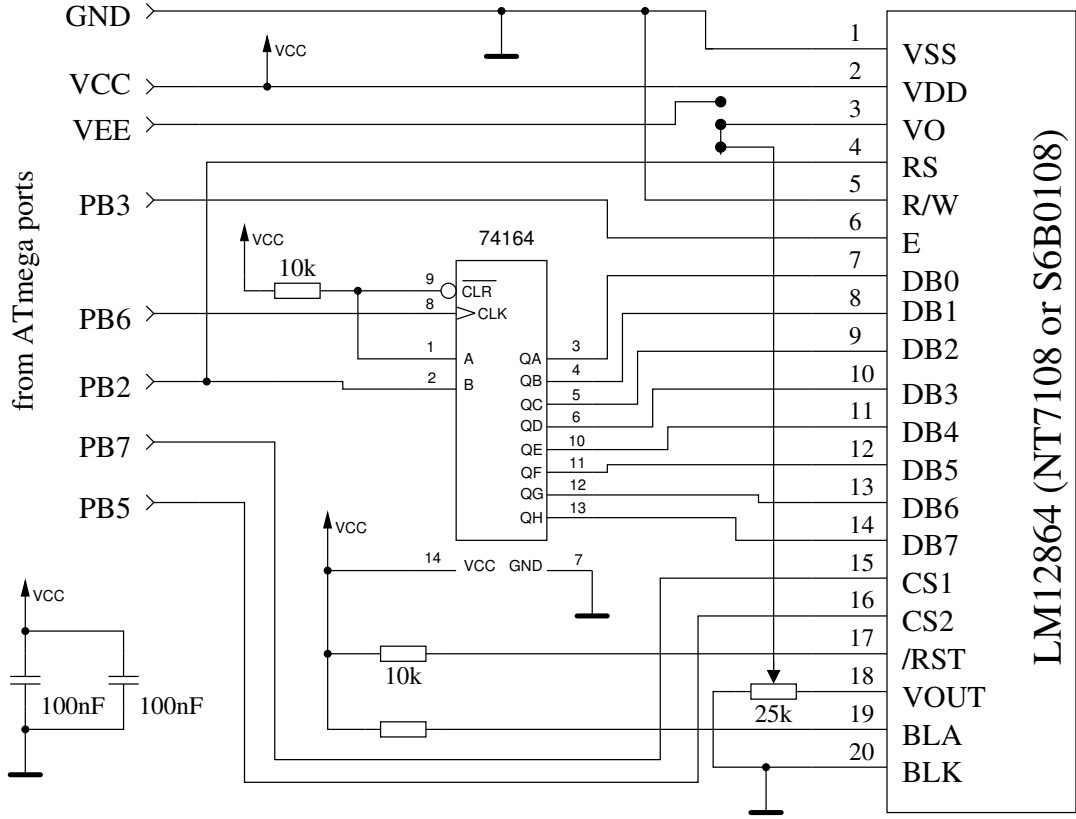 GND
VCC
VCC
VEE
from ATmega ports
PB3
PB6
PB2
PB7
PB5
VCC
10k
74164
9 CLR
8 CLK
1 A
2 B
QA 3
QB 4
QC 5
QD 6
QE 10
QF 11
QG 12
QH 13
VCC
14 VCC GND 7
10k
VCC
100nF 100nF
25k
1 VSS
2 VDD
3 VO
4 RS
5 R/W
6 E
7 DB0
8 DB1
9 DB2
10 DB3
11 DB4
12 DB5
13 DB6
14 DB7
15 CS1
16 CS2
17 /RST
18 VOUT
19 BLA
20 BLK
LM12864 (NT7108 or S6B0108)